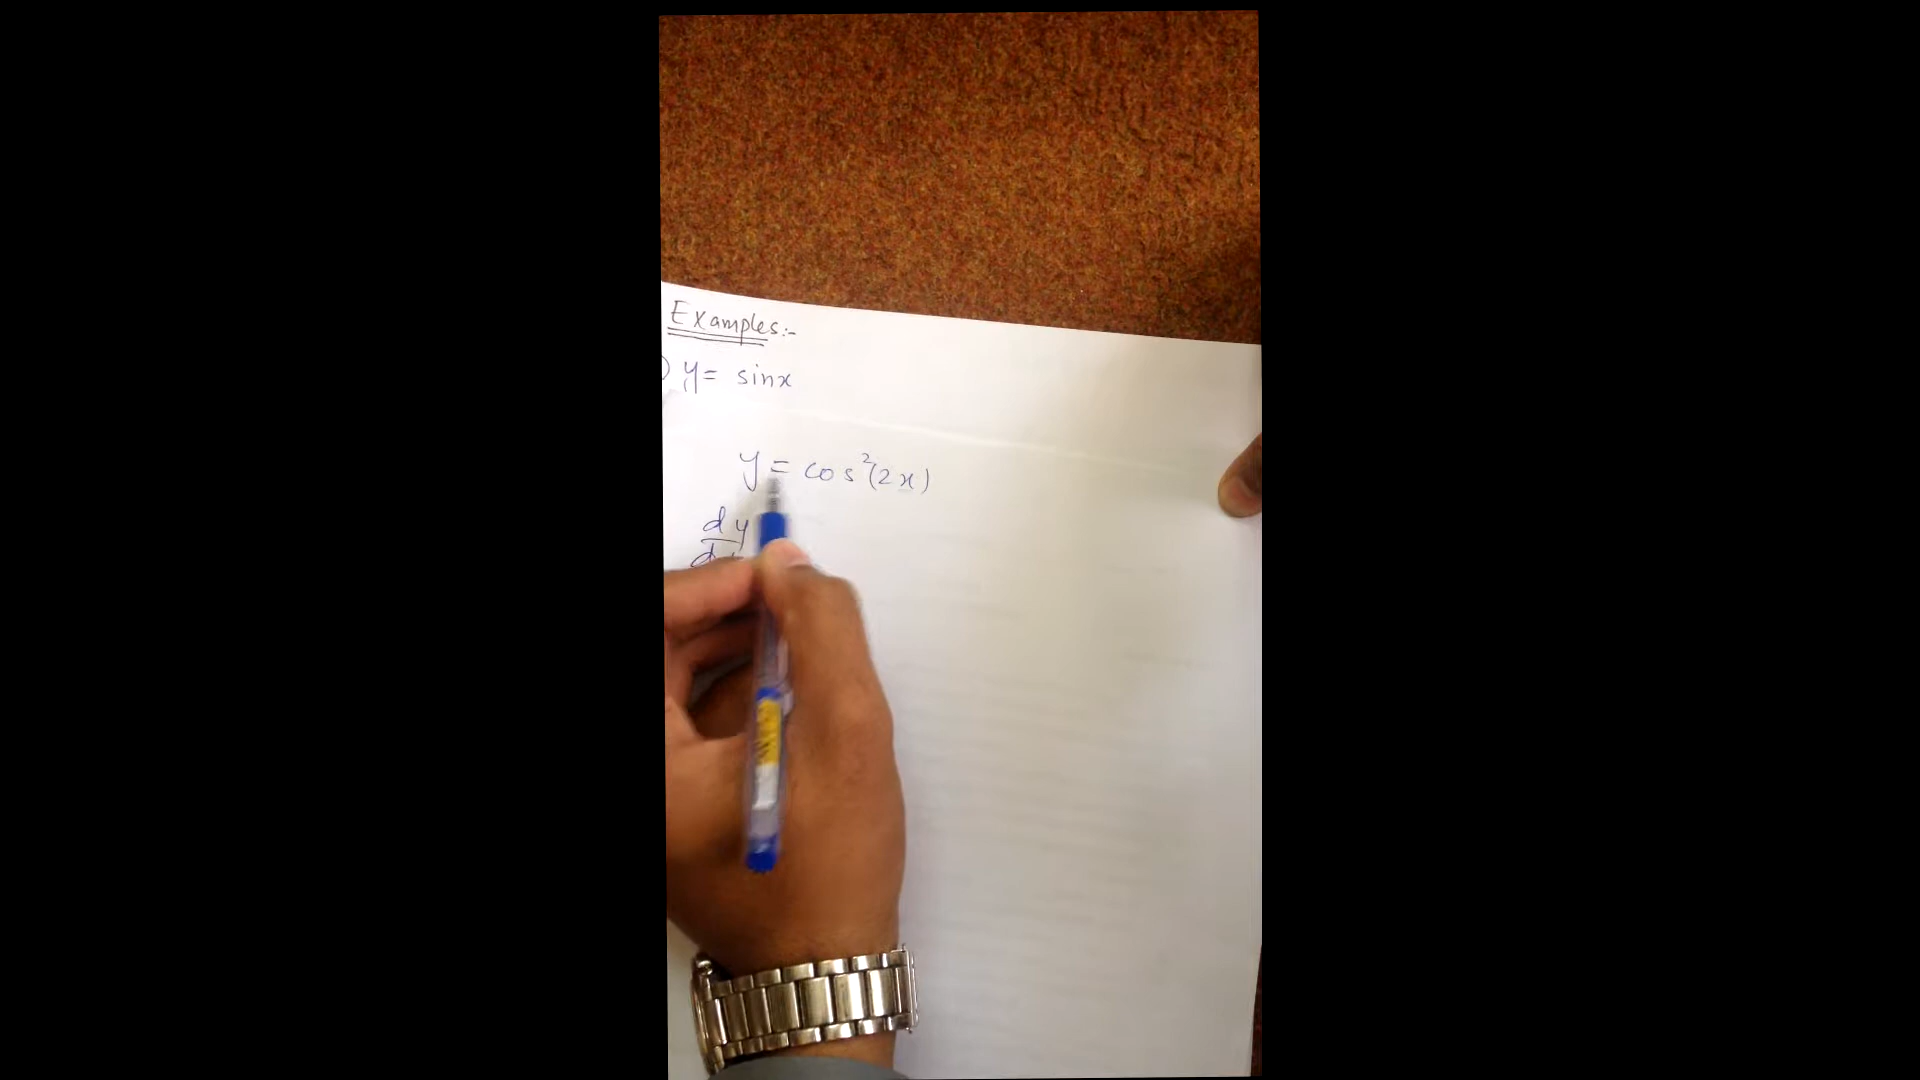 Examples:-
) y = sinx
y = cos²(2x)
dy